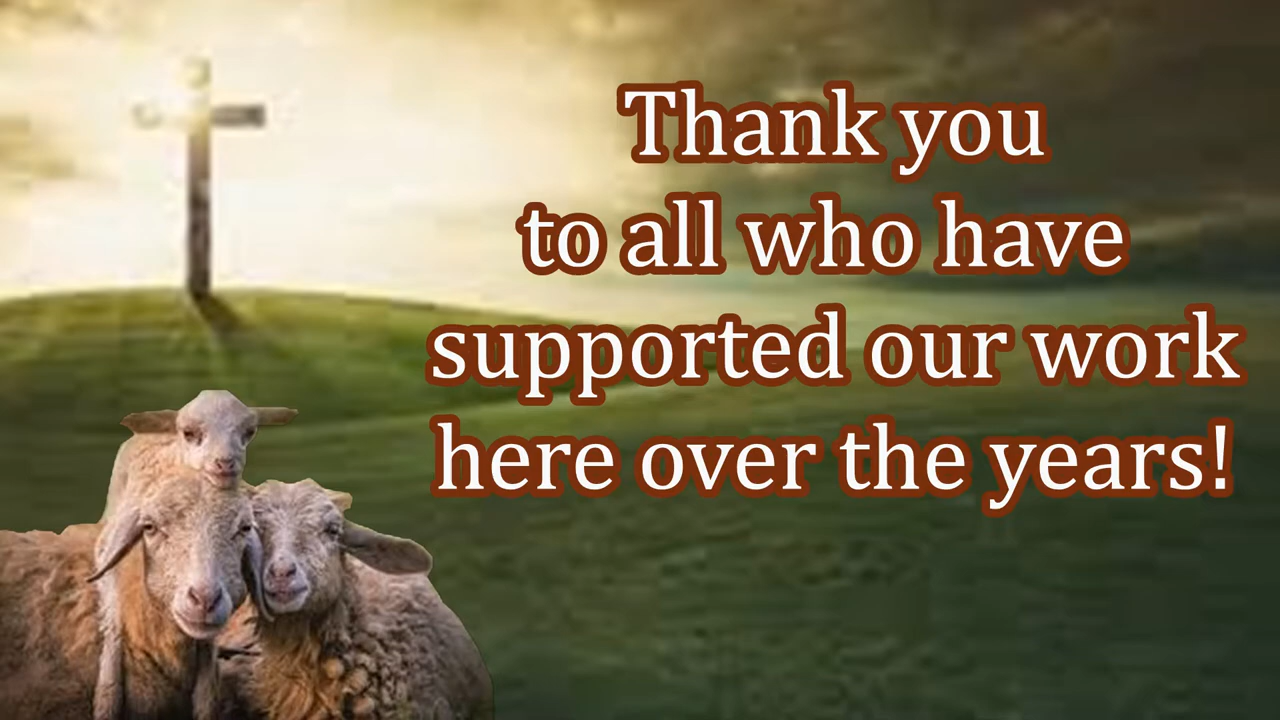 Thank you
to all who have
supported our work
here over the years!